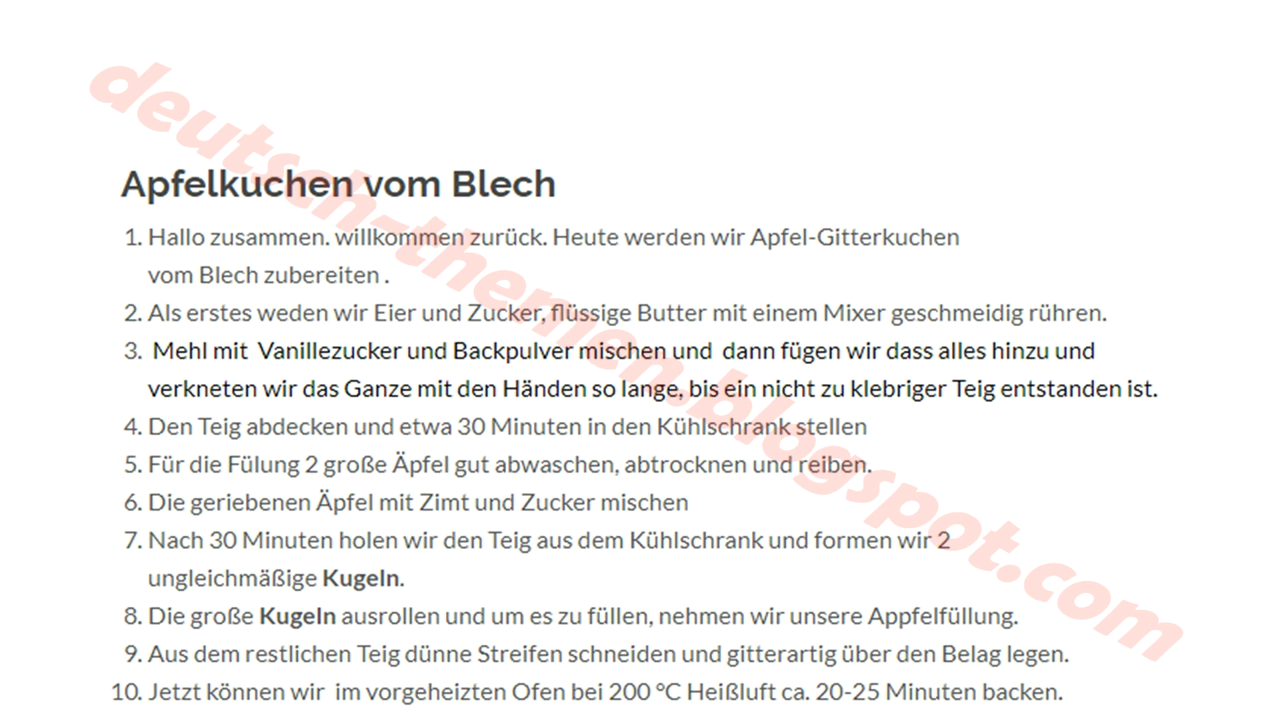 Apfelkuchen vom Blech
1. Hallo zusammen. willkommen zurück. Heute werden wir Apfel-Gitterkuchen
vom Blech zubereiten .
2. Als erstes weden wir Eier und Zucker, flüssige Butter mit einem Mixer geschmeidig rühren.
3. Mehl mit Vanillezucker und Backpulver mischen und dann fügen wir dass alles hinzu und
verkneten wir das Ganze mit den Händen so lange, bis ein nicht zu klebriger Teig entstanden ist.
4. Den Teig abdecken und etwa 30 Minuten in den Kühlschrank stellen
5. Für die Fülung 2 große Äpfel gut abwaschen, abtrocknen und reiben.
6. Die geriebenen Äpfel mit Zimt und Zucker mischen
7. Nach 30 Minuten holen wir den Teig aus dem Kühlschrank und formen wir 2
ungleichmäßige Kugeln.
8. Die große Kugeln ausrollen und um es zu füllen, nehmen wir unsere Appfelfüllung.
9. Aus dem restlichen Teig dünne Streifen schneiden und gitterartig über den Belag legen.
10. Jetzt können wir im vorgeheizten Ofen bei 200 °C Heißluft ca. 20-25 Minuten backen.
deutsch-themen.blogspot.com